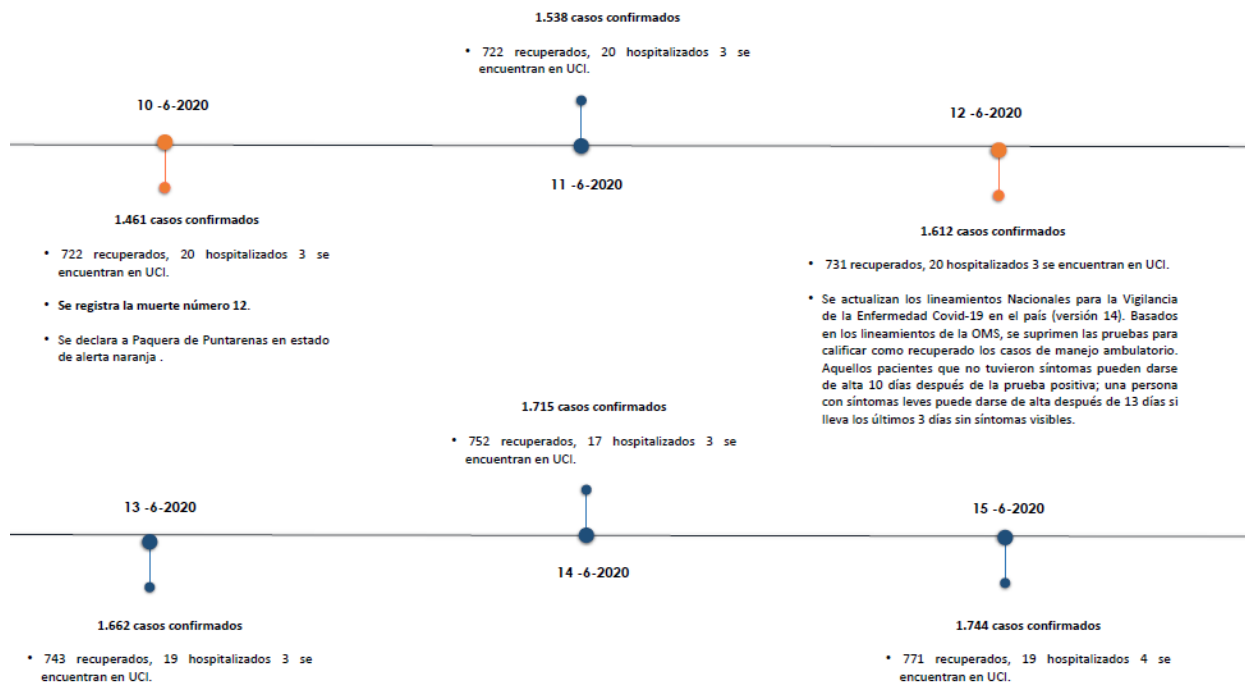 1.538 casos confirmados
• 722 recuperados, 20 hospitalizados 3 se
encuentran en UCI.
10 -6-2020
12 -6-2020
11 -6-2020
1.461 casos confirmados
• 722 recuperados, 20 hospitalizados 3 se
encuentran en UCI.
• Se registra la muerte número 12.
• Se declara a Paquera de Puntarenas en estado
de alerta naranja .
1.612 casos confirmados
• 731 recuperados, 20 hospitalizados 3 se encuentran en UCI.
• Se actualizan los lineamientos Nacionales para la Vigilancia
de la Enfermedad Covid-19 en el país (versión 14). Basados
en los lineamientos de la OMS, se suprimen las pruebas para
calificar como recuperado los casos de manejo ambulatorio.
Aquellos pacientes que no tuvieron síntomas pueden darse
de alta 10 días después de la prueba positiva; una persona
con síntomas leves puede darse de alta después de 13 días si
lleva los últimos 3 días sin síntomas visibles.
1.715 casos confirmados
• 752 recuperados, 17 hospitalizados 3 se
encuentran en UCI.
13 -6-2020
15 -6-2020
14 -6-2020
1.662 casos confirmados
• 743 recuperados, 19 hospitalizados 3 se
encuentran en UCI.
1.744 casos confirmados
• 771 recuperados, 19 hospitalizados 4 se
encuentran en UCI.